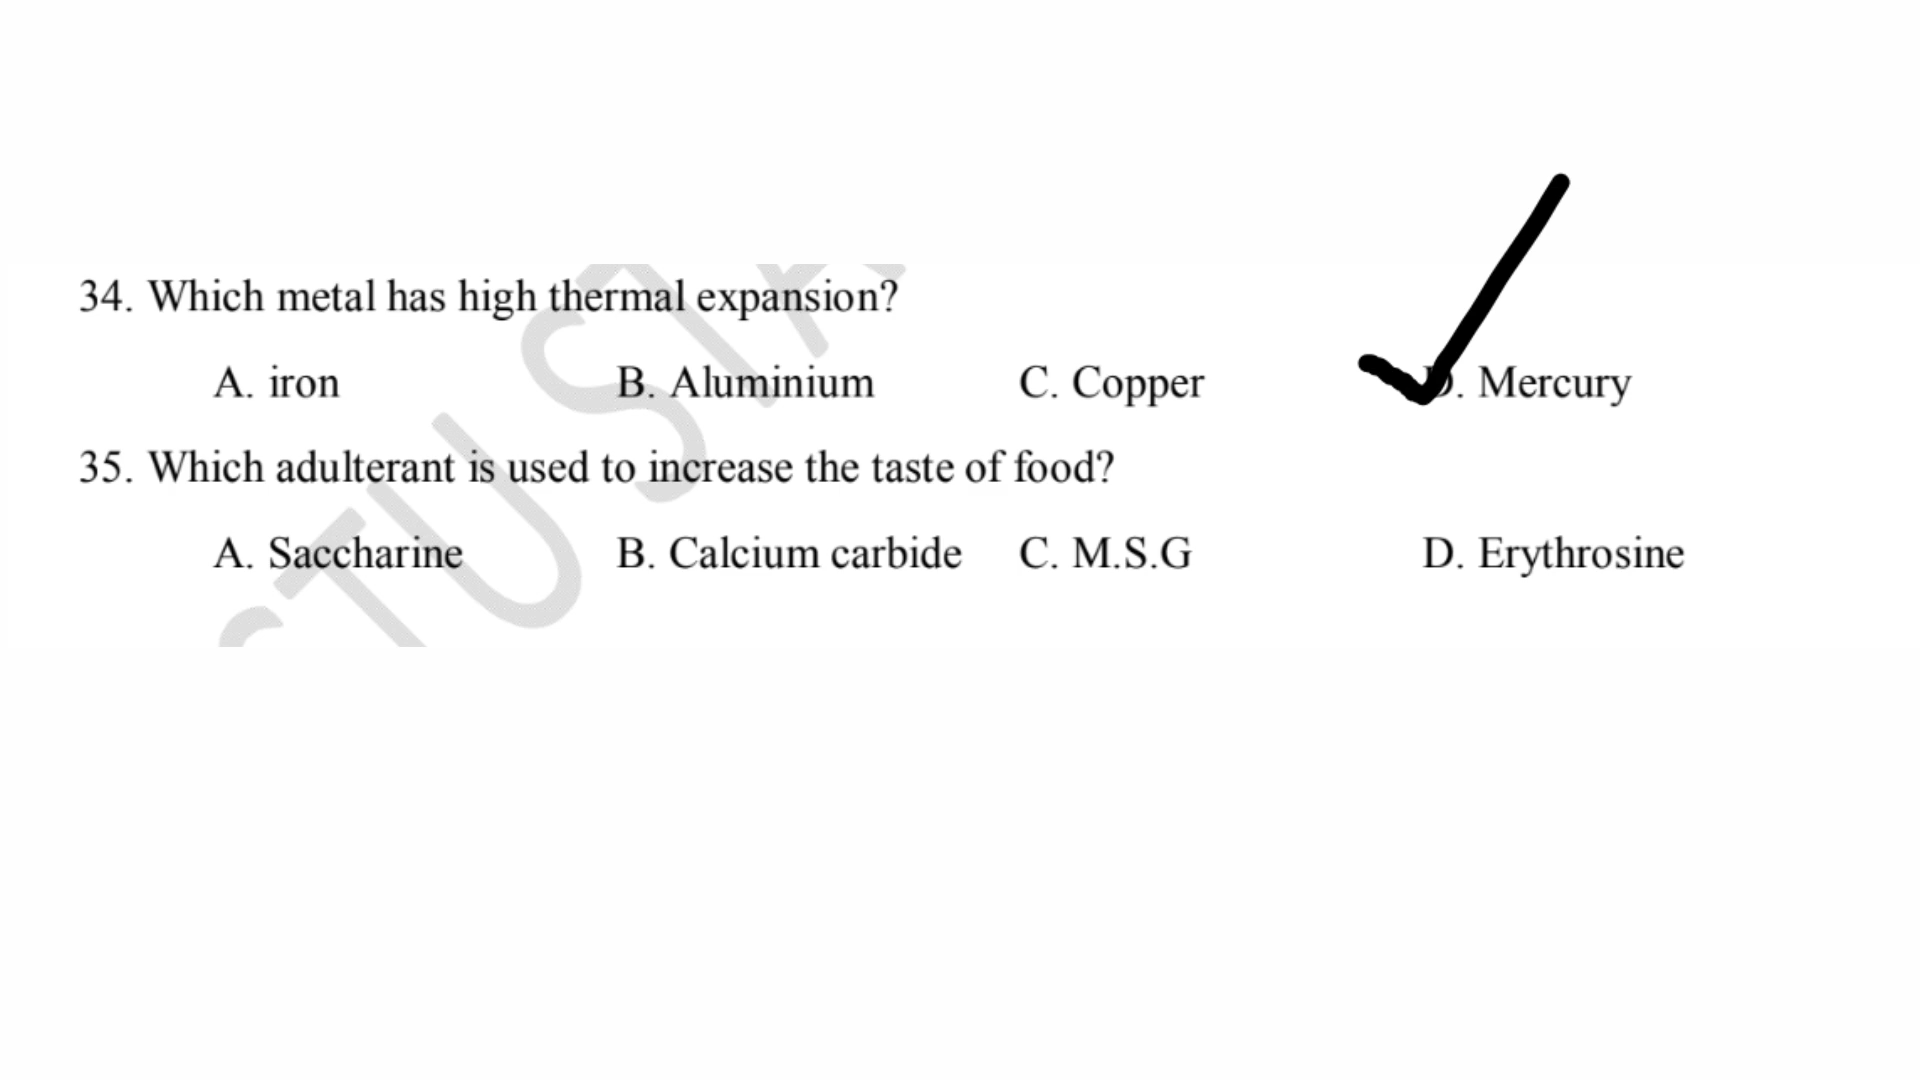 34. Which metal has high thermal expansion?
A. iron B. Aluminium C. Copper D. Mercury
35. Which adulterant is used to increase the taste of food?
A. Saccharine B. Calcium carbide C. M.S.G D. Erythrosine